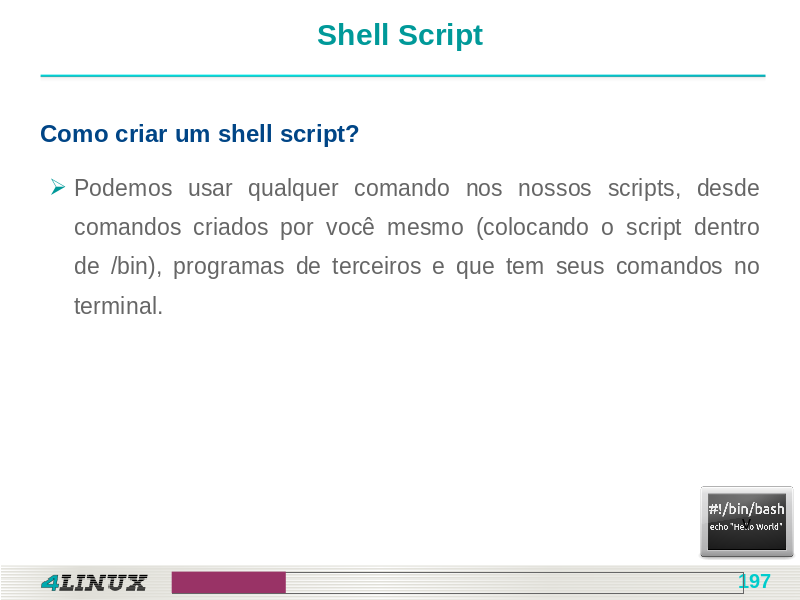 Shell Script
Como criar um shell script?
Podemos usar qualquer comando nos nossos scripts, desde
comandos criados por você mesmo (colocando o script dentro
de /bin), programas de terceiros e que tem seus comandos no
terminal.
#!/bin/bash
echo "Hello World"
4LINUX
197